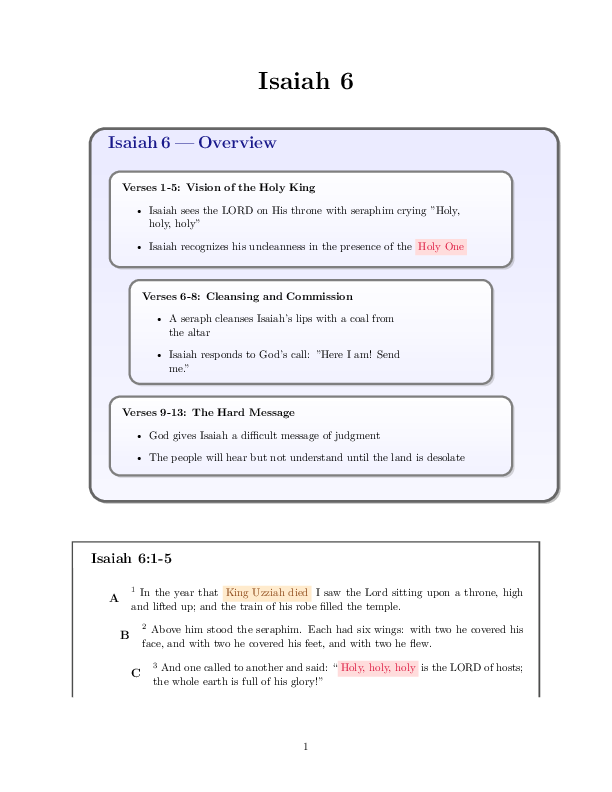 Isaiah 6
Isaiah 6 — Overview
Verses 1-5: Vision of the Holy King
• Isaiah sees the LORD on His throne with seraphim crying ”Holy,
holy, holy”
• Isaiah recognizes his uncleanness in the presence of the Holy One
Verses 6-8: Cleansing and Commission
• A seraph cleanses Isaiah’s lips with a coal from
the altar
• Isaiah responds to God’s call: ”Here I am! Send
me.”
Verses 9-13: The Hard Message
• God gives Isaiah a difficult message of judgment
• The people will hear but not understand until the land is desolate
Isaiah 6:1-5
A 1 In the year that King Uzziah died I saw the Lord sitting upon a throne, high
and lifted up; and the train of his robe filled the temple.
B 2 Above him stood the seraphim. Each had six wings: with two he covered his
face, and with two he covered his feet, and with two he flew.
C 3 And one called to another and said: “Holy, holy, holy is the LORD of hosts;
the whole earth is full of his glory!”
1